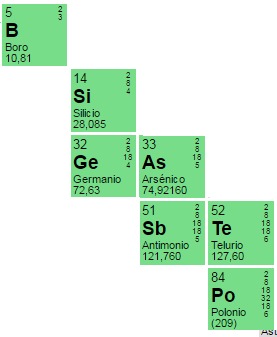 5 2
3
B
Boro
10,81
14 2
8
4
Si
Silicio
28,085
32 2
8
18
4
Ge
Germanio
72,63
33 2
8
18
5
As
Arsénico
74,92160
51 2
8
18
18
5
Sb
Antimonio
121,760
52 2
8
18
18
6
Te
Telurio
127,60
84 2
8
18
32
18
6
Po
Polonio
(209)
Ast